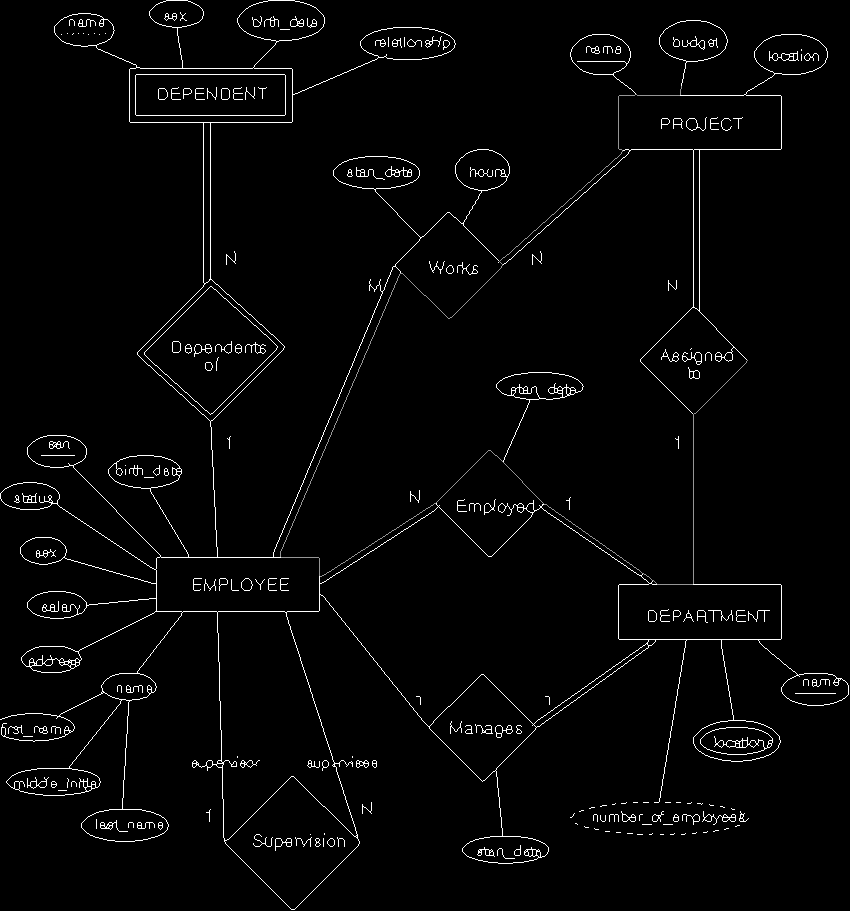 name
sex
birth_date
relationship
DEPENDENT
name
budget
location
PROJECT
start_date
hours
Works
M
N
N
Dependents
of
1
N
Assigned
to
1
start_date
Employed
N
1
ssn
birth_date
status
sex
salary
address
EMPLOYEE
name
first_name
middle_initial
last_name
DEPARTMENT
name
locations
number_of_employees
1
1
Manages
start_date
supervisor
supervisee
1
N
Supervision